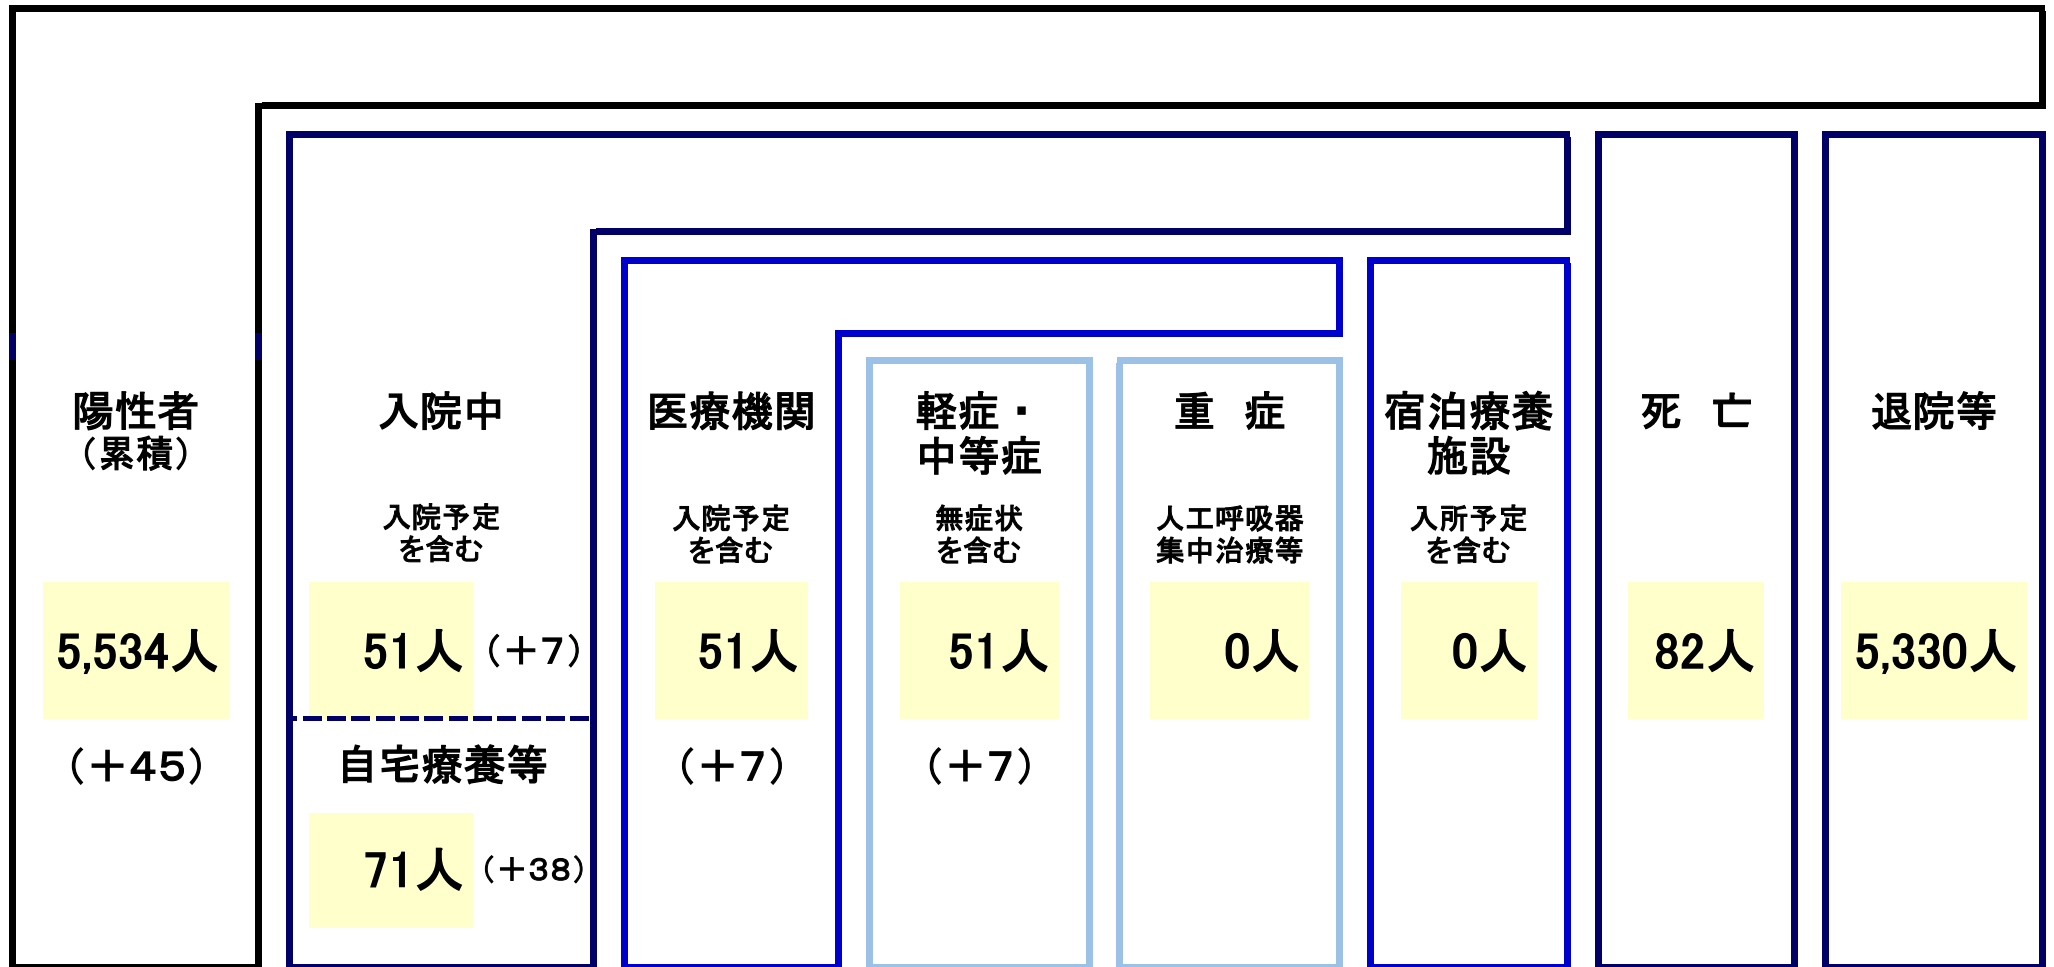 陽性者
（累積）
5,534人
（＋45）
入院中
入院予定
を含む
51人（＋7）
自宅療養等
71人（＋38）
医療機関
入院予定
を含む
51人
（＋7）
軽症・
中等症
無症状
を含む
51人
（＋7）
重　症
人工呼吸器
集中治療等
0人
宿泊療養
施設
入所予定
を含む
0人
死　亡
82人
退院等
5,330人